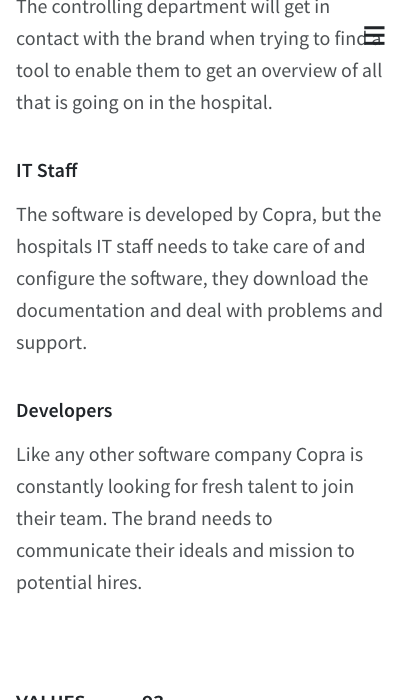 The controlling department will get in
contact with the brand when trying to find a
tool to enable them to get an overview of all
that is going on in the hospital.
IT Staff
The software is developed by Copra, but the
hospitals IT staff needs to take care of and
configure the software, they download the
documentation and deal with problems and
support.
Developers
Like any other software company Copra is
constantly looking for fresh talent to join
their team. The brand needs to
communicate their ideals and mission to
potential hires.
VALUES 02